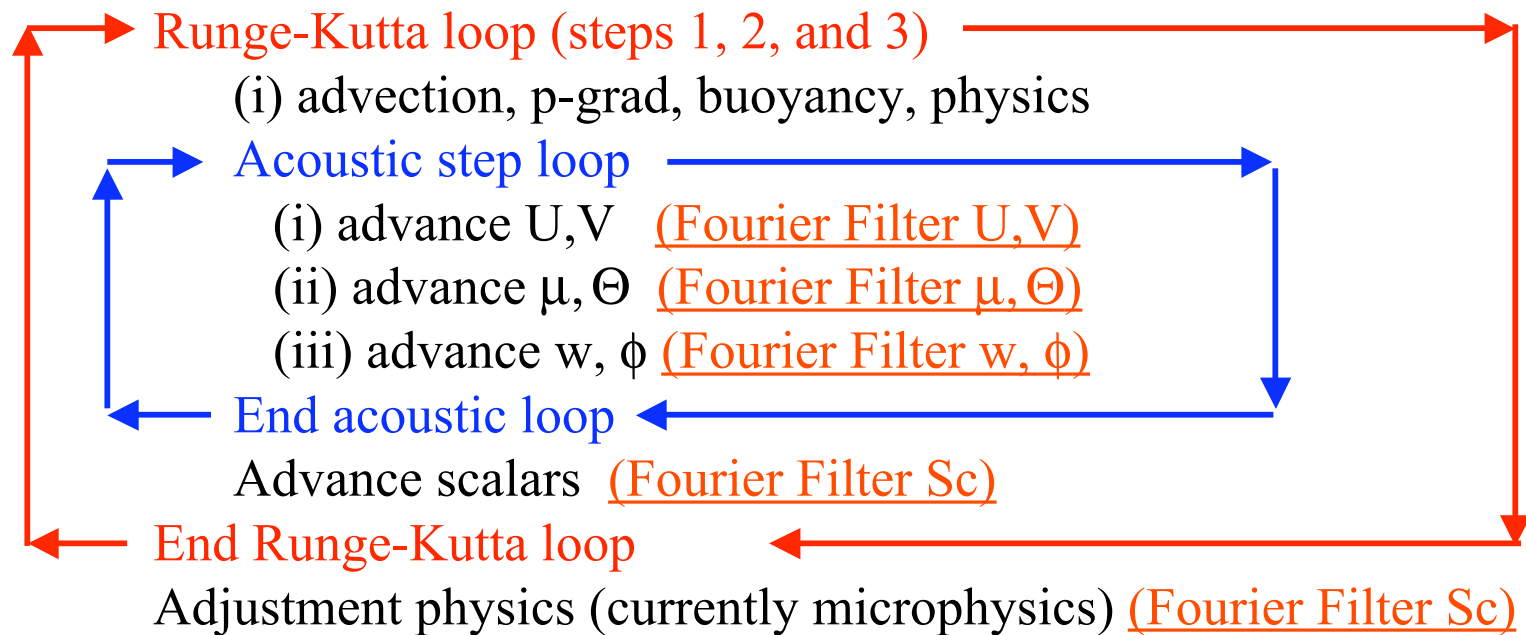 Runge-Kutta loop (steps 1, 2, and 3)
(i) advection, p-grad, buoyancy, physics
Acoustic step loop
(i) advance U,V (Fourier Filter U,V)
(ii) advance μ, Θ (Fourier Filter μ, Θ)
(iii) advance w, ϕ (Fourier Filter w, ϕ)
End acoustic loop
Advance scalars (Fourier Filter Sc)
End Runge-Kutta loop
Adjustment physics (currently microphysics) (Fourier Filter Sc)